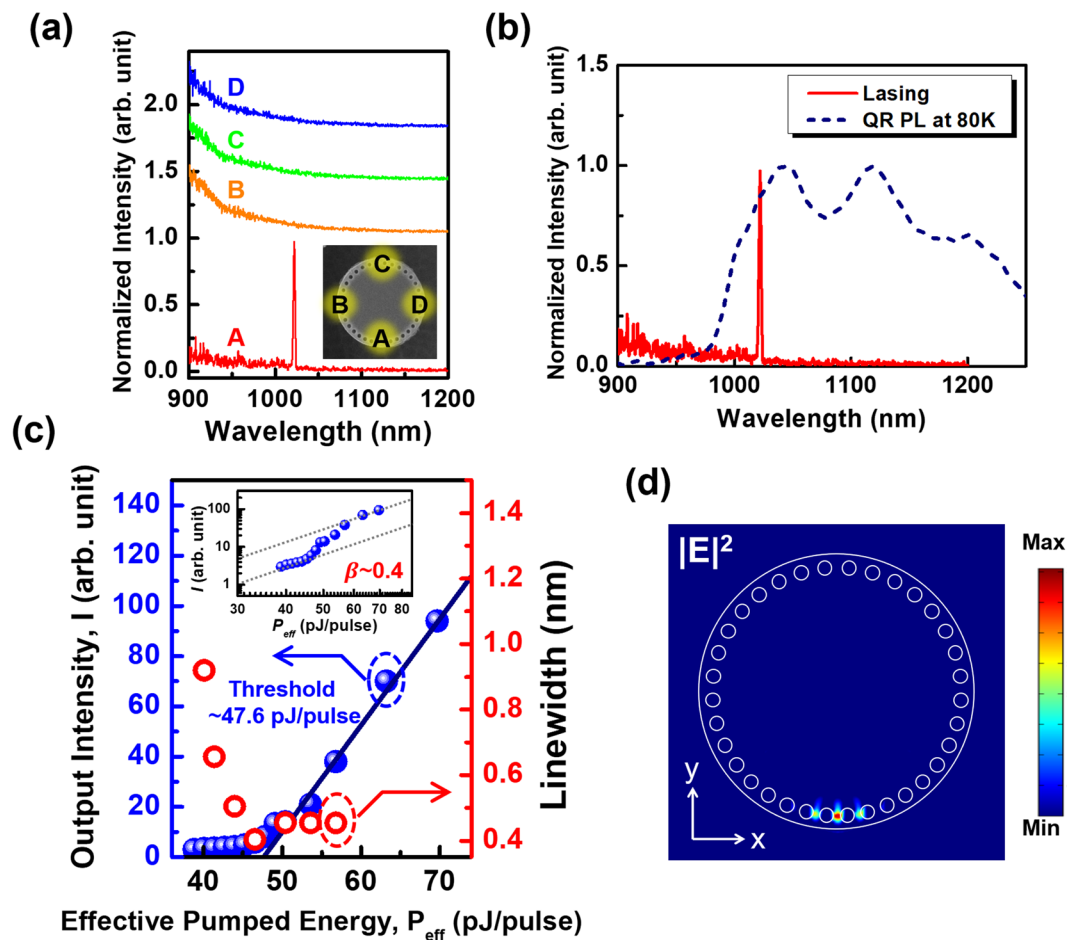 (a)
Normalized Intensity (arb. unit)
2.0
1.5
1.0
0.5
0.0
D
C
B
A
C
B
D
A
900
1000
1100
1200
Wavelength (nm)
(b)
Normalized Intensity (arb. unit)
1.5
1.0
0.5
0.0
Lasing
QR PL at 80K
900
1000
1100
1200
Wavelength (nm)
(c)
Output Intensity, I (arb. unit)
140
120
100
80
60
40
20
0
I (arb. unit)
100
10
1
β~0.4
30
40
50
60
70
80
P_eff (pJ/pulse)
Threshold
~47.6 pJ/pulse
1.4
1.2
1.0
0.8
0.6
0.4
Linewidth (nm)
40
50
60
70
Effective Pumped Energy, P_eff (pJ/pulse)
(d)
|E|²
y
x
Max
Min